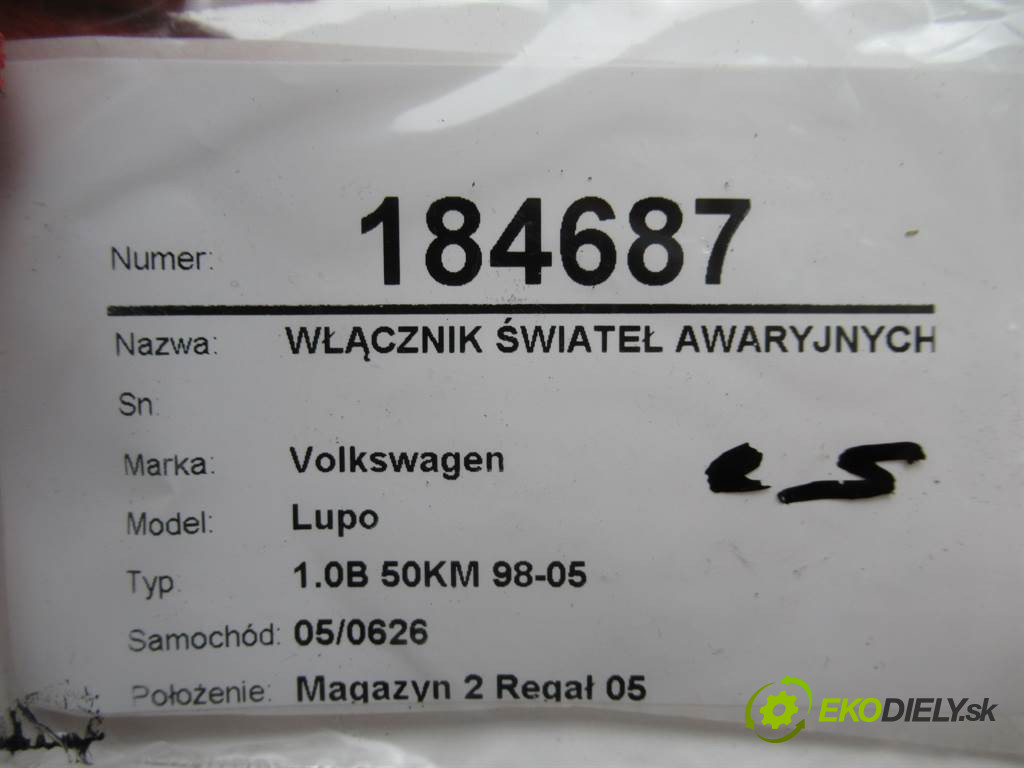 Numer: 184687
Nazwa: WŁĄCZNIK ŚWIATEŁ AWARYJNYCH
Sn:
Marka: Volkswagen
Model: Lupo
Typ: 1.0B 50KM 98-05
Samochód: 05/0626
Położenie: Magazyn 2 Regał 05
EKODIELY.sk